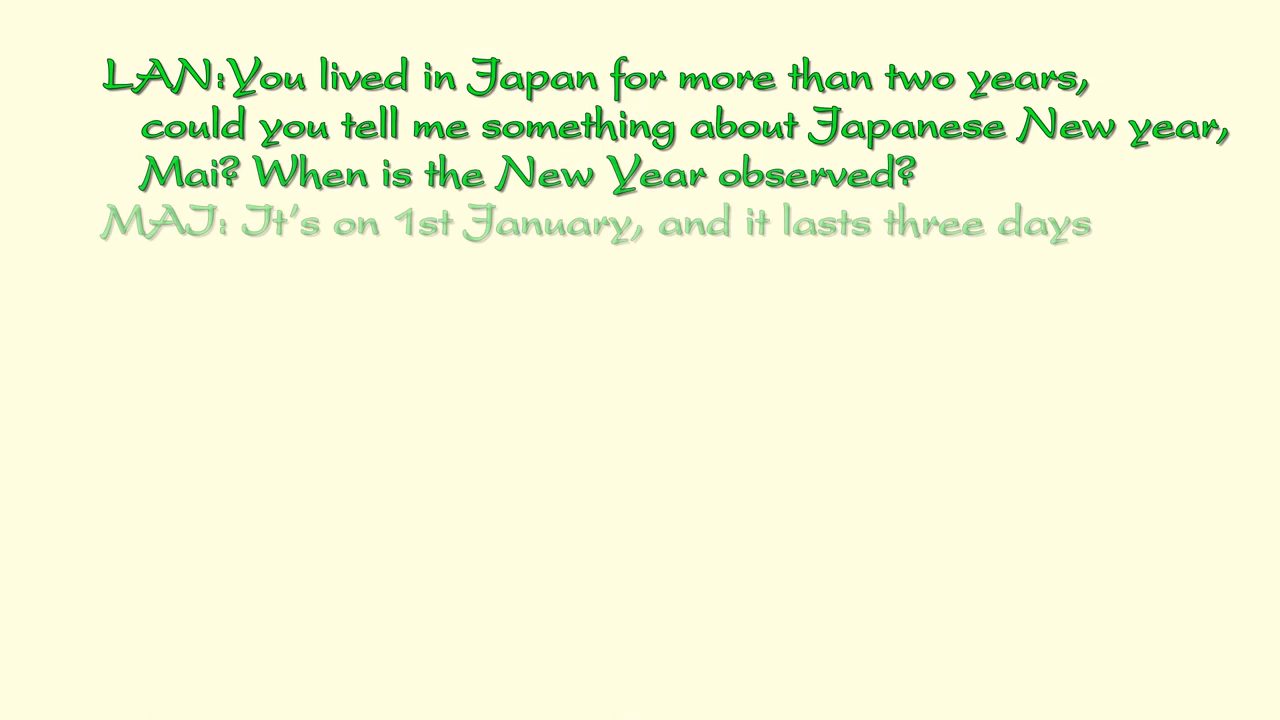 LAN:You lived in Japan for more than two years,
could you tell me something about Japanese New year,
Mai? When is the New Year observed?
MAI: It's on 1st January, and it lasts three days